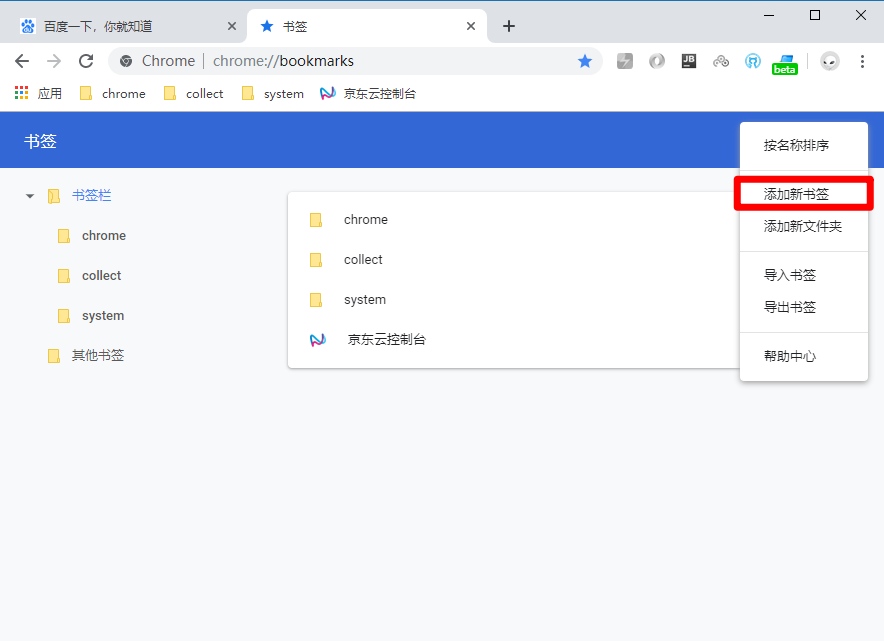 百度一下，你就知道
书签
Chrome
chrome://bookmarks
JB
beta
应用
chrome
collect
system
京东云控制台
书签
按名称排序
添加新书签
添加新文件夹
导入书签
导出书签
帮助中心
书签栏
chrome
collect
system
其他书签
chrome
collect
system
京东云控制台